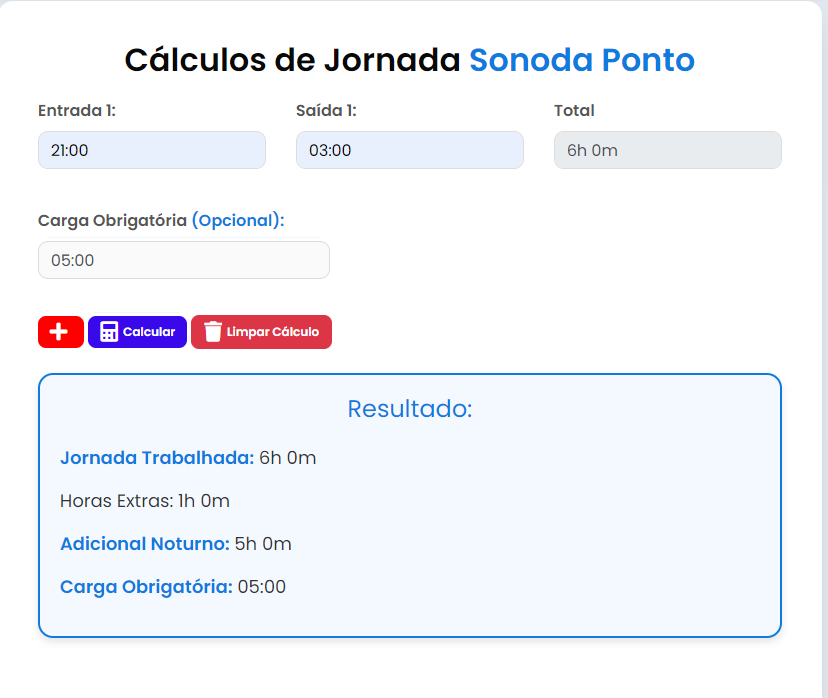 Cálculos de Jornada Sonoda Ponto
Entrada 1: Saída 1: Total
21:00 03:00 6h 0m
Carga Obrigatória (Opcional):
05:00
Calcular Limpar Cálculo
Resultado:
Jornada Trabalhada: 6h 0m
Horas Extras: 1h 0m
Adicional Noturno: 5h 0m
Carga Obrigatória: 05:00